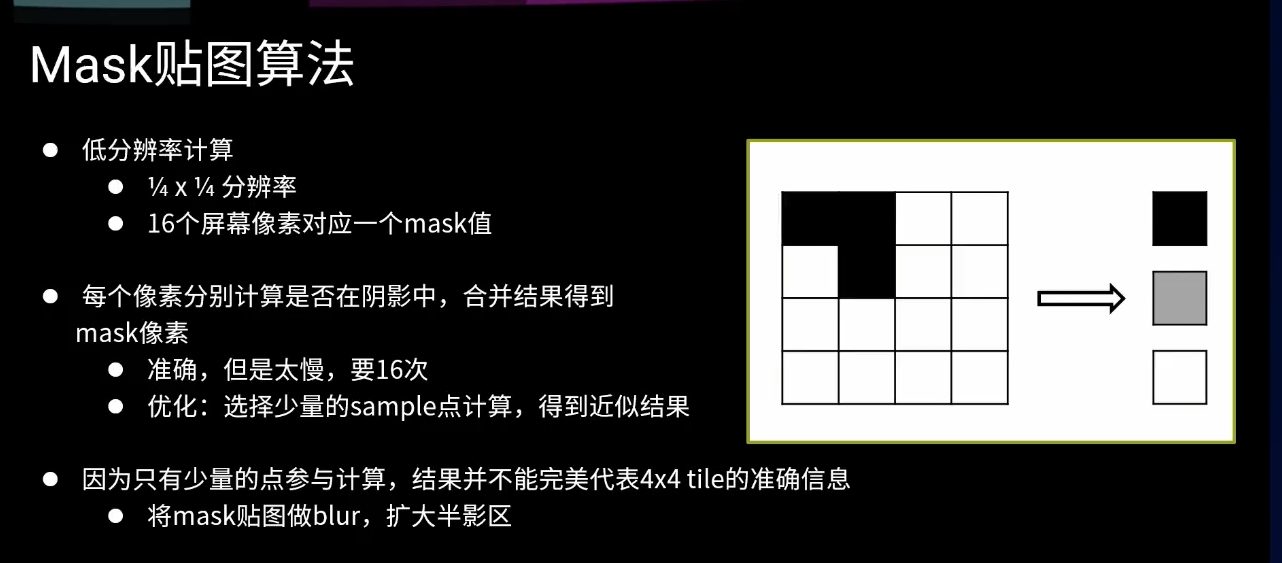 Mask贴图算法
● 低分辨率计算
● ¼ x ¼ 分辨率
● 16个屏幕像素对应一个mask值
● 每个像素分别计算是否在阴影中，合并结果得到
mask像素
● 准确，但是太慢，要16次
● 优化：选择少量的sample点计算，得到近似结果
● 因为只有少量的点参与计算，结果并不能完美代表4x4 tile的准确信息
● 将mask贴图做blur，扩大半影区